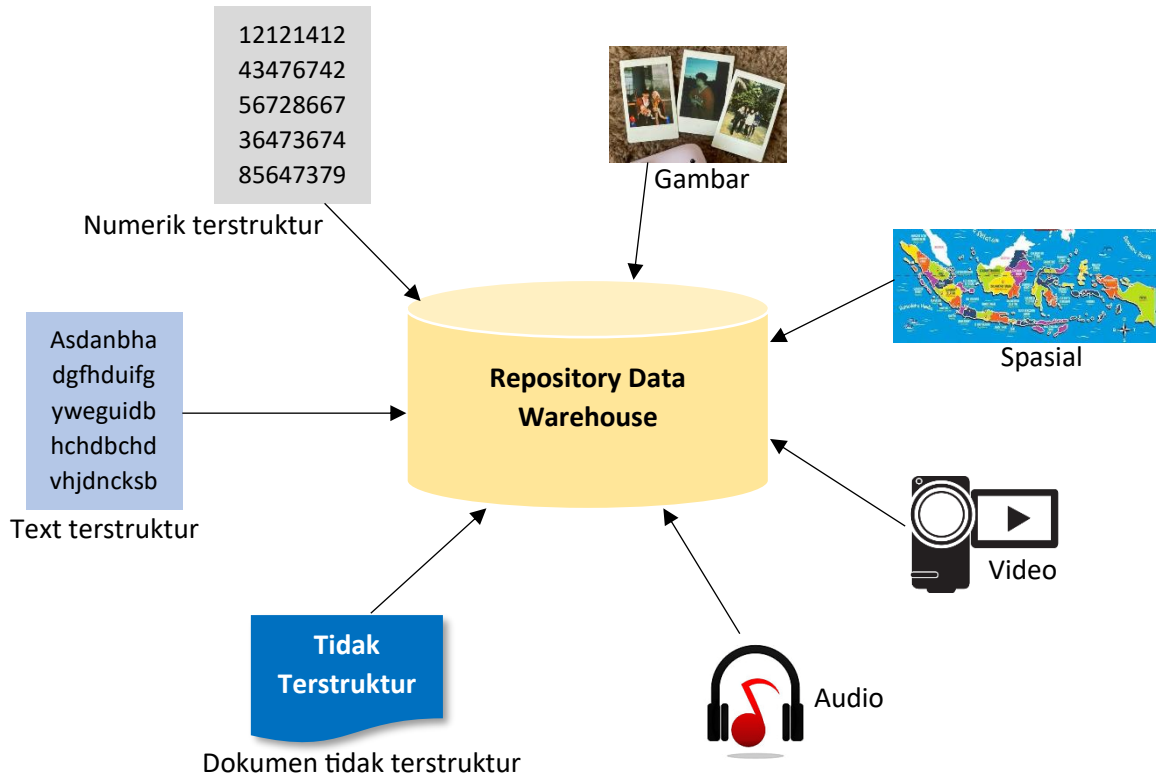 12121412
43476742
56728667
36473674
85647379
Numerik terstruktur
Gambar
Spasial
Asdanbha
dgfhduifg
yweguidb
hchdbchd
vhjdncksb
Text terstruktur
Repository Data
Warehouse
Video
Tidak
Terstruktur
Dokumen tidak terstruktur
Audio